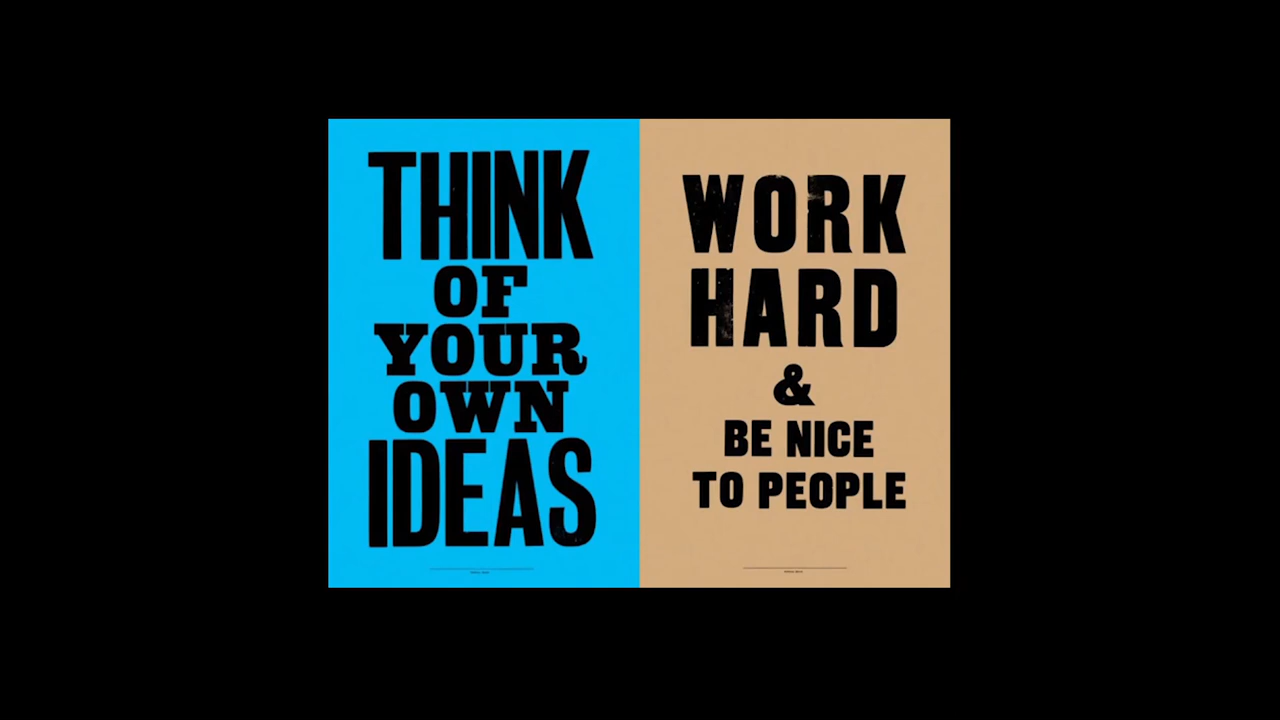 THINK
OF
YOUR
OWN
IDEAS
WORK
HARD
&
BE NICE
TO PEOPLE